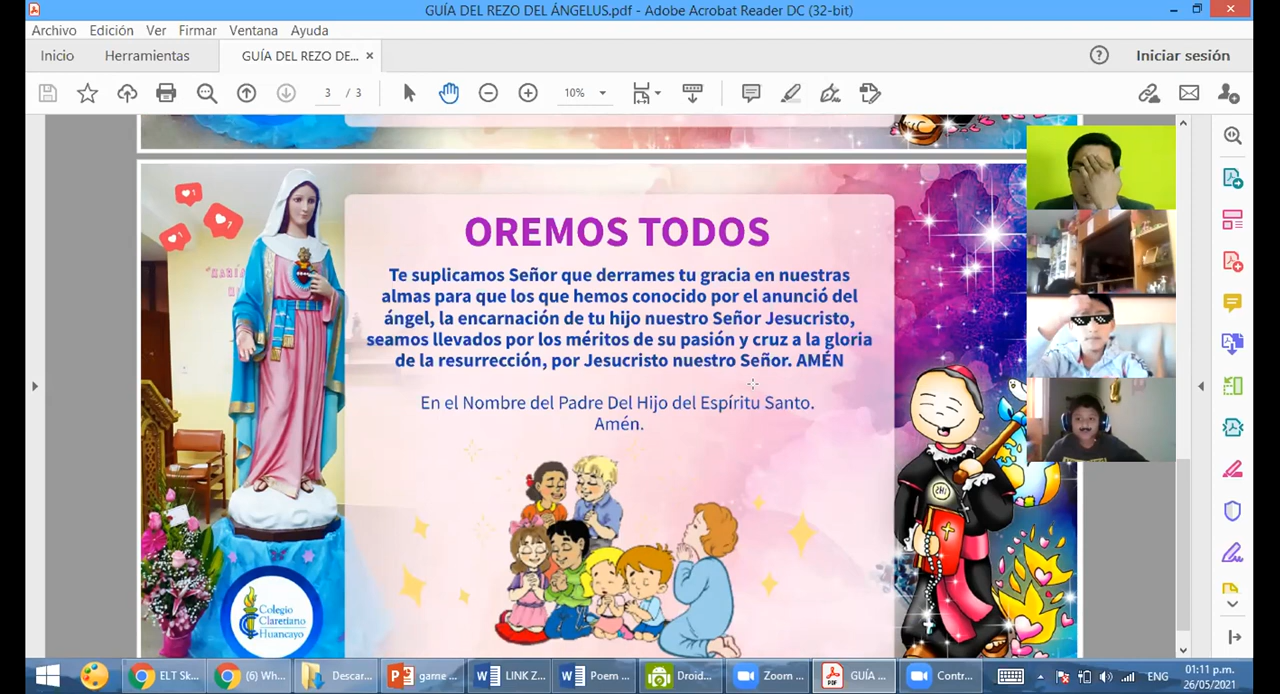 GUÍA DEL REZO DEL ÁNGELUS.pdf - Adobe Acrobat Reader DC (32-bit)
Archivo Edición Ver Firmar Ventana Ayuda
Inicio Herramientas GUÍA DEL REZO DE... × Iniciar sesión
3 / 3 10%
OREMOS TODOS
Te suplicamos Señor que derrames tu gracia en nuestras
almas para que los que hemos conocido por el anunció del
ángel, la encarnación de tu hijo nuestro Señor Jesucristo,
seamos llevados por los méritos de su pasión y cruz a la gloria
de la resurrección, por Jesucristo nuestro Señor. AMÉN
En el Nombre del Padre Del Hijo del Espíritu Santo.
Amén.
Colegio
Claretiano
Huancayo
ELT Sk... (6) Wh... Descar... game ... LINK Z... Poem ... Droid... Zoom ... GUÍA ... Contr... ENG
01:11 p.m.
26/05/2021